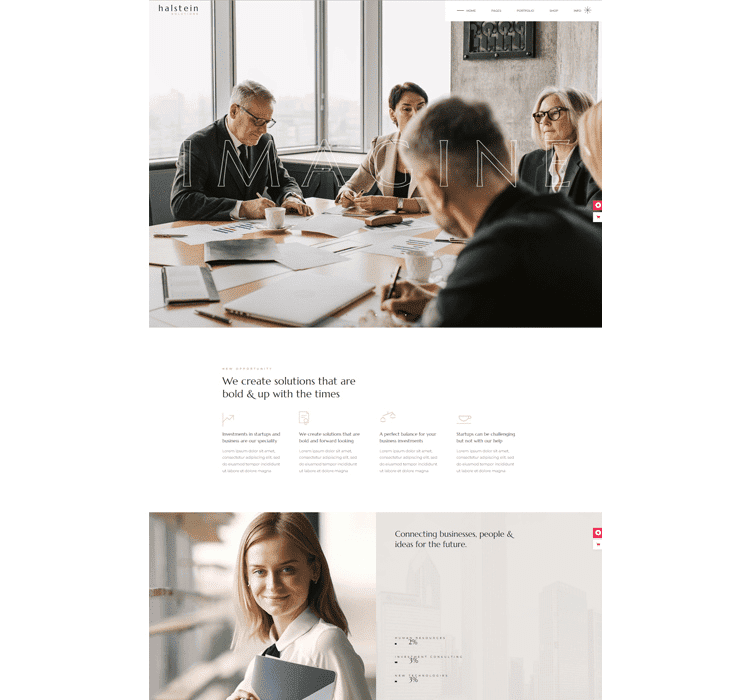 halstein
SOLUTIONS
HOME PAGES PORTFOLIO SHOP MENU
IMAGINE
NEW OPPORTUNITY
We create solutions that are
bold & up with the times
Investments in startups and
business are our speciality
Lorem ipsum dolor sit amet,
consectetur adipiscing elit, sed
do eiusmod tempor incididunt
ut labore et dolore magna
We create solutions that are
bold and forward looking
Lorem ipsum dolor sit amet,
consectetur adipiscing elit, sed
do eiusmod tempor incididunt
ut labore et dolore magna
A perfect balance for your
business investments
Lorem ipsum dolor sit amet,
consectetur adipiscing elit, sed
do eiusmod tempor incididunt
ut labore et dolore magna
Startups can be challenging
but not with our help
Lorem ipsum dolor sit amet,
consectetur adipiscing elit, sed
do eiusmod tempor incididunt
ut labore et dolore magna
Connecting businesses, people &
ideas for the future.
HUMAN RESOURCES
2%
INVESTMENT CONSULTING
3%
NEW TECHNOLOGIES
3%